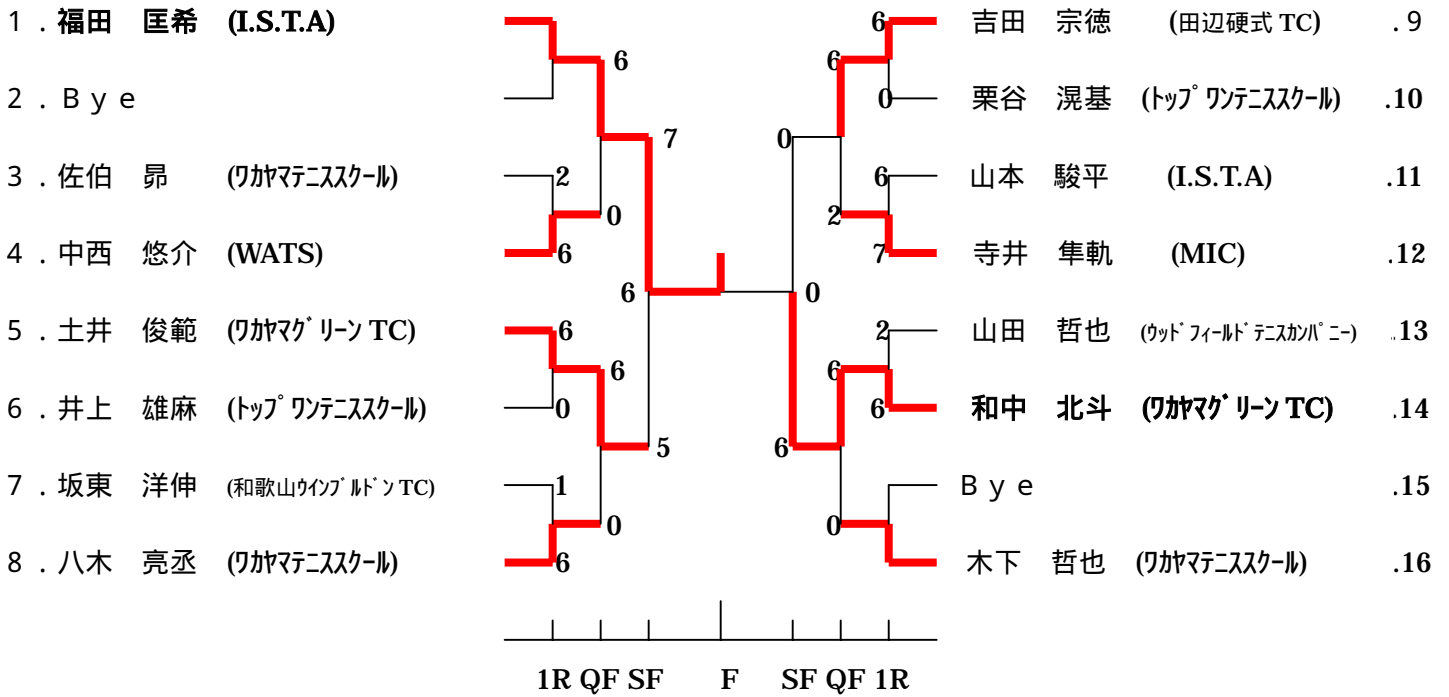 1．福田　匡希　(I.S.T.A)
2．Ｂｙｅ
3．佐伯　昴　(ﾜｶﾔﾏﾃﾆｽｽｸｰﾙ)
4．中西　悠介　(WATS)
5．土井　俊範　(ﾜｶﾔﾏｸﾞﾘｰﾝ TC)
6．井上　雄麻　(ﾄｯﾌﾟﾜﾝﾃﾆｽｽｸｰﾙ)
7．坂東　洋伸　(和歌山ｳｲﾝﾌﾞﾙﾄﾞﾝ TC)
8．八木　亮丞　(ﾜｶﾔﾏﾃﾆｽｽｸｰﾙ)
6
7
2
0
6
6
6
6
0
5
1
0
6
吉田　宗徳　(田辺硬式 TC)　.9
栗谷　滉基　(ﾄｯﾌﾟﾜﾝﾃﾆｽｽｸｰﾙ)　.10
山本　駿平　(I.S.T.A)　.11
寺井　隼軌　(MIC)　.12
山田　哲也　(ｳｯﾄﾞﾌｨｰﾙﾄﾞﾃﾆｽｶﾝﾊﾟﾆｰ)　.13
和中　北斗　(ﾜｶﾔﾏｸﾞﾘｰﾝ TC)　.14
Ｂｙｅ　.15
木下　哲也　(ﾜｶﾔﾏﾃﾆｽｽｸｰﾙ)　.16
6
6
0
0
6
2
7
0
2
6
6
6
0
1R QF SF F SF QF 1R